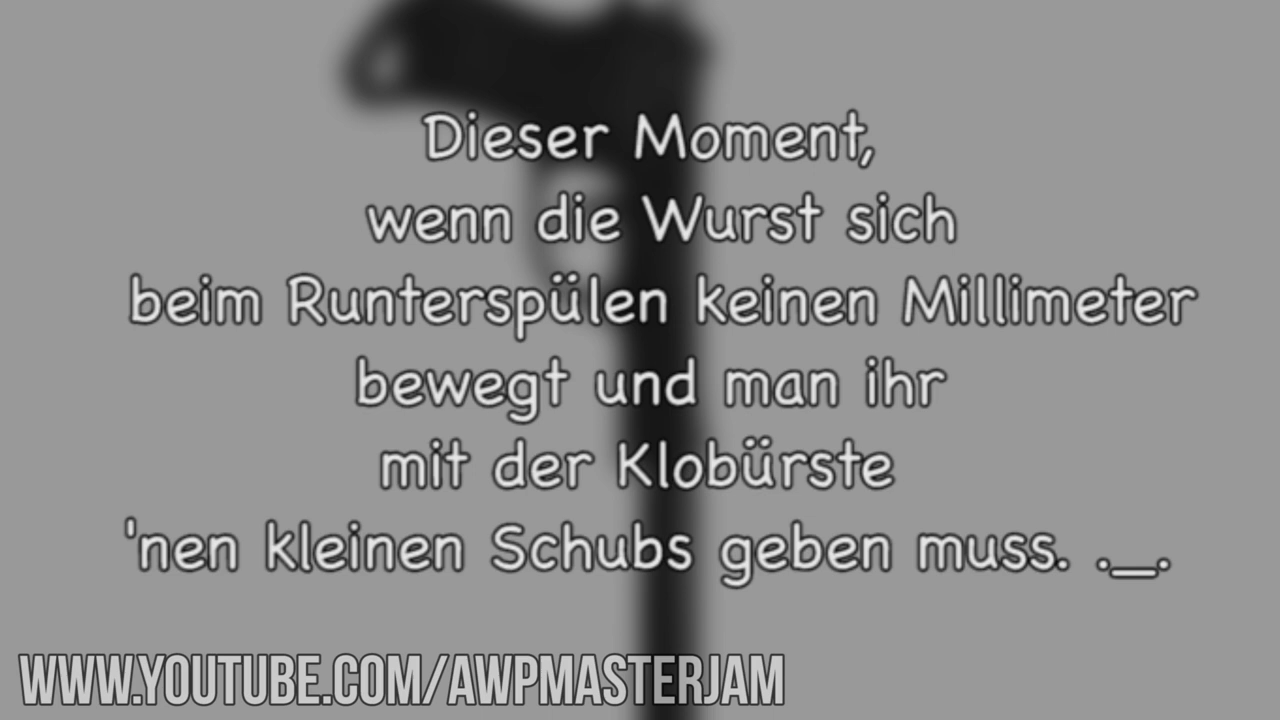 Dieser Moment,
wenn die Wurst sich
beim Runterspülen keinen Millimeter
bewegt und man ihr
mit der Klobürste
'nen kleinen Schubs geben muss. ._.
WWW.YOUTUBE.COM/AWPMASTERJAM